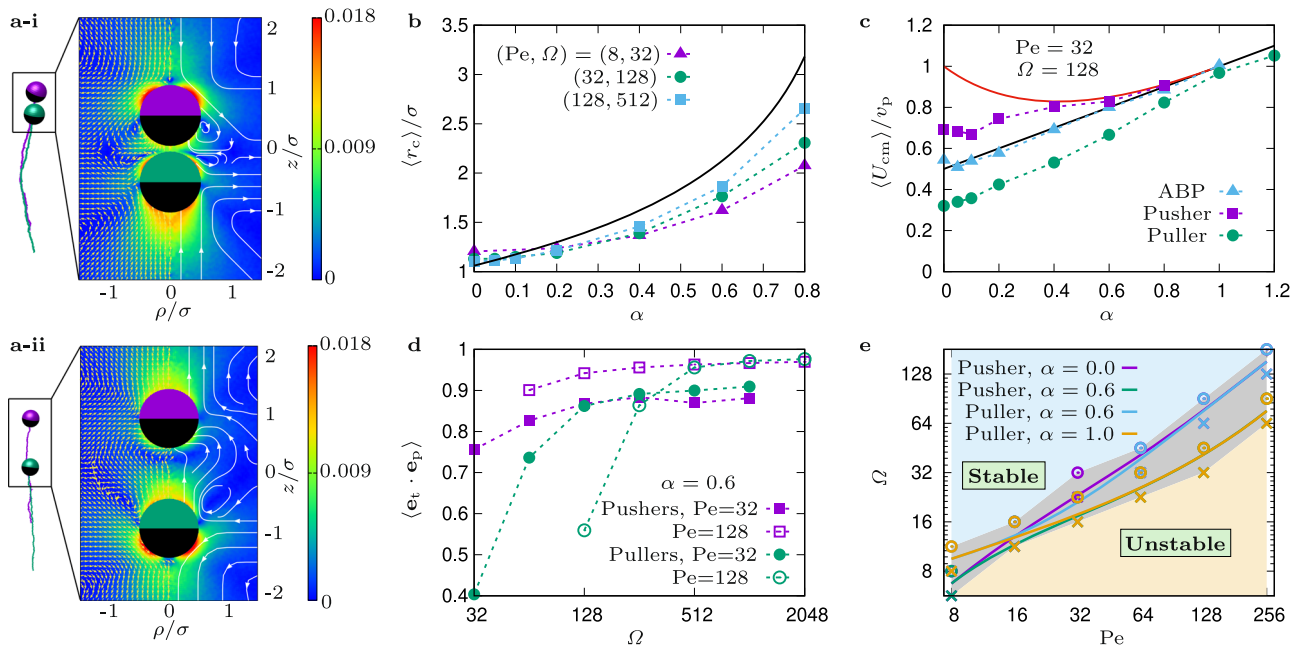 a-i
0.018
0.009
0
2
1
0
-1
-2
z/σ
-1 0 1
ρ/σ
b
(Pe, Ω) = (8, 32)
(32, 128)
(128, 512)
3.5
3
2.5
2
1.5
1
⟨r_c⟩/σ
0 0.1 0.2 0.3 0.4 0.5 0.6 0.7 0.8
α
c
Pe = 32
Ω = 128
1.2
1
0.8
0.6
0.4
0.2
0
⟨U_cm⟩/v_p
ABP
Pusher
Puller
0 0.2 0.4 0.6 0.8 1 1.2
α
a-ii
0.018
0.009
0
2
1
0
-1
-2
z/σ
-1 0 1
ρ/σ
d
1
0.9
0.8
0.7
0.6
0.5
0.4
⟨e_t · e_p⟩
α = 0.6
Pushers, Pe=32
Pe=128
Pullers, Pe=32
Pe=128
32 128 512 2048
Ω
e
Pusher, α = 0.0
Pusher, α = 0.6
Puller, α = 0.6
Puller, α = 1.0
128
64
32
16
8
Ω
Stable
Unstable
8 16 32 64 128 256
Pe